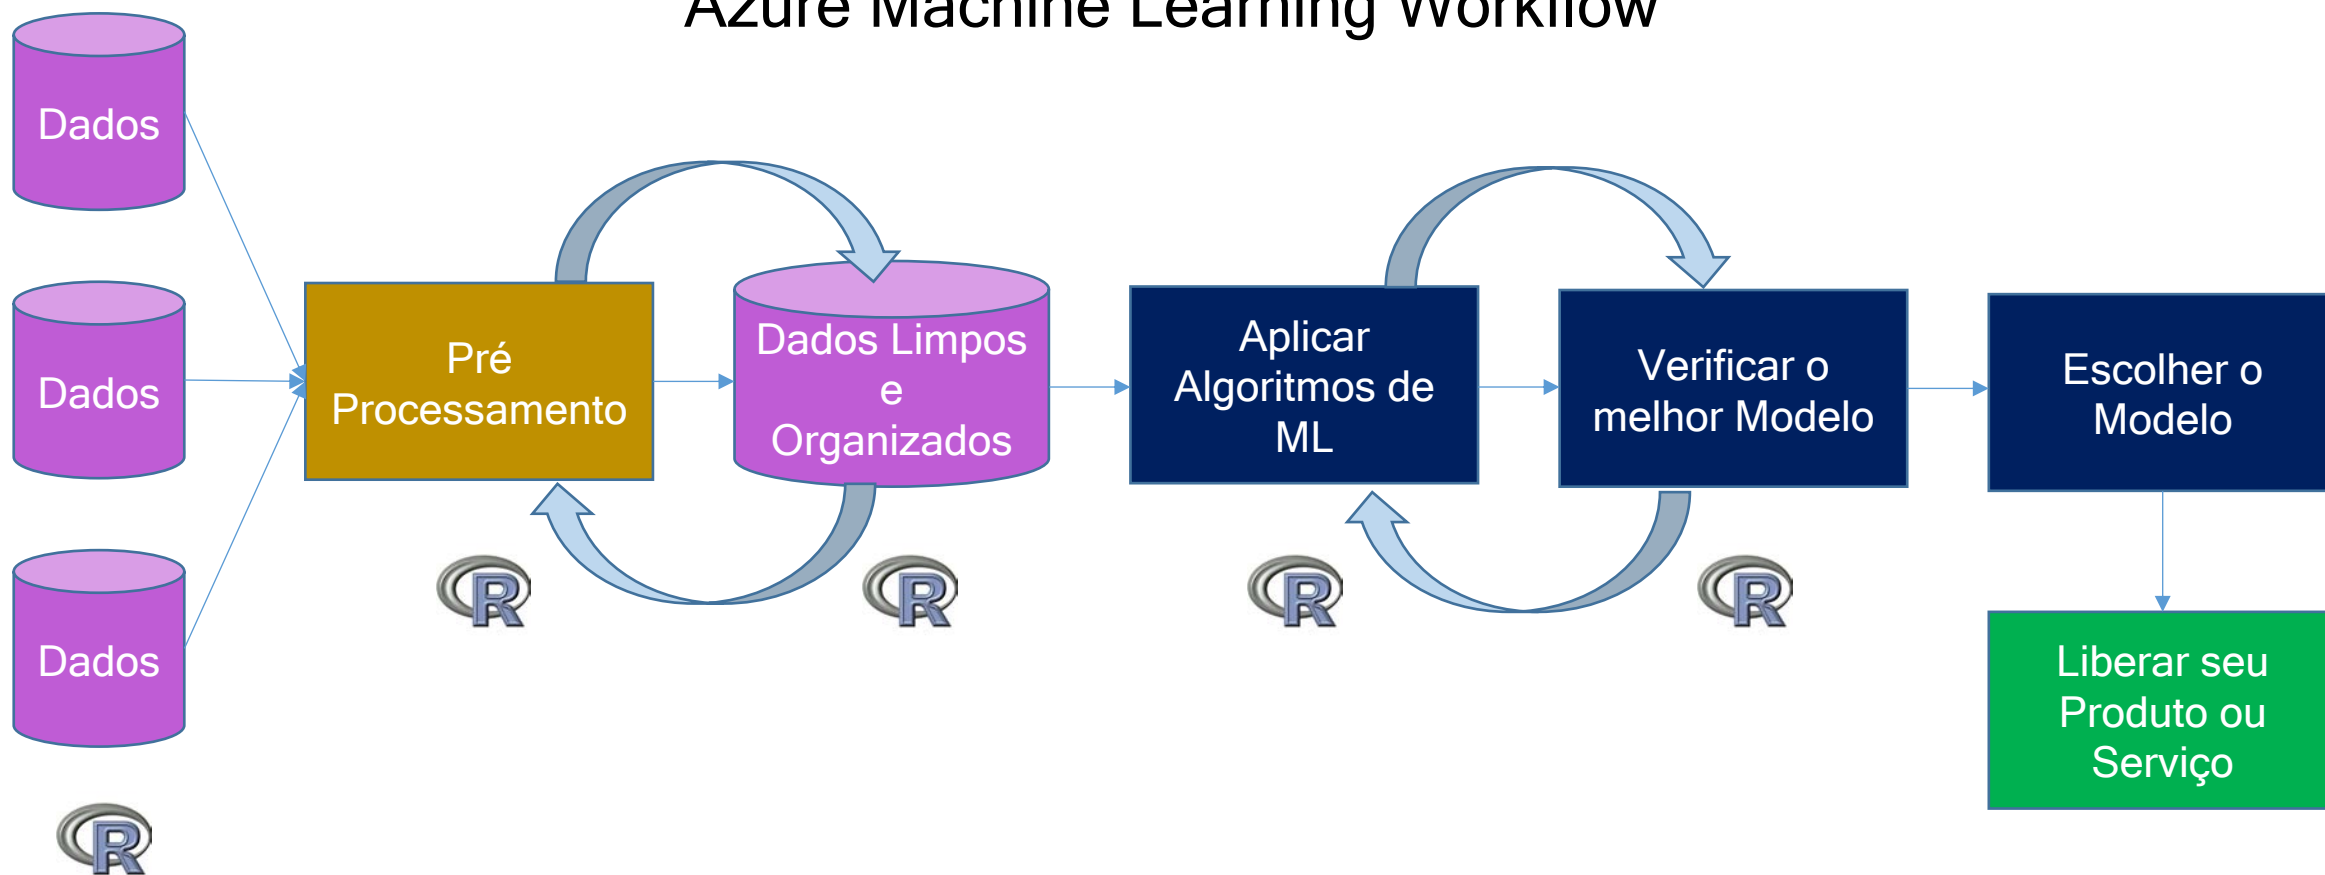 Azure Machine Learning Workflow
Dados
Dados
Dados
Pré
Processamento
Dados Limpos
e
Organizados
Aplicar
Algoritmos de
ML
Verificar o
melhor Modelo
Escolher o
Modelo
Liberar seu
Produto ou
Serviço
R
R
R
R
R